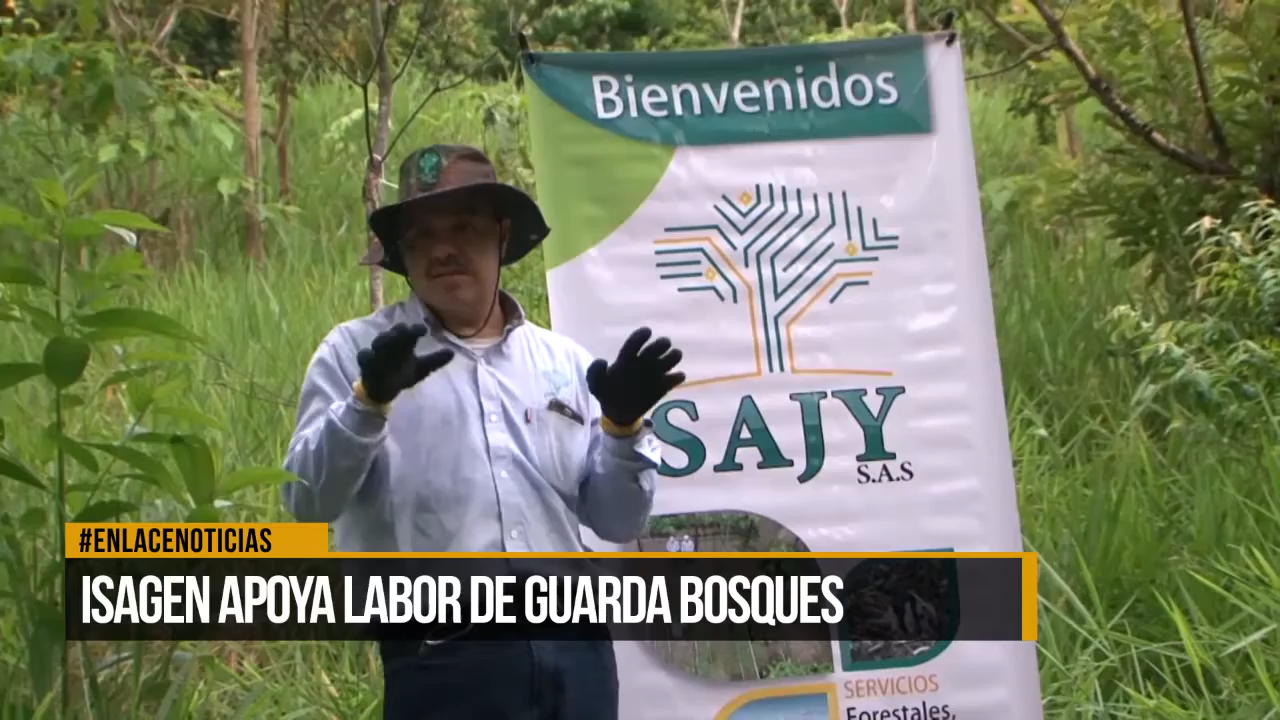 Bienvenidos
SAJY
S.A.S
#ENLACENOTICIAS
ISAGEN APOYA LABOR DE GUARDA BOSQUES
SERVICIOS
Forestales,